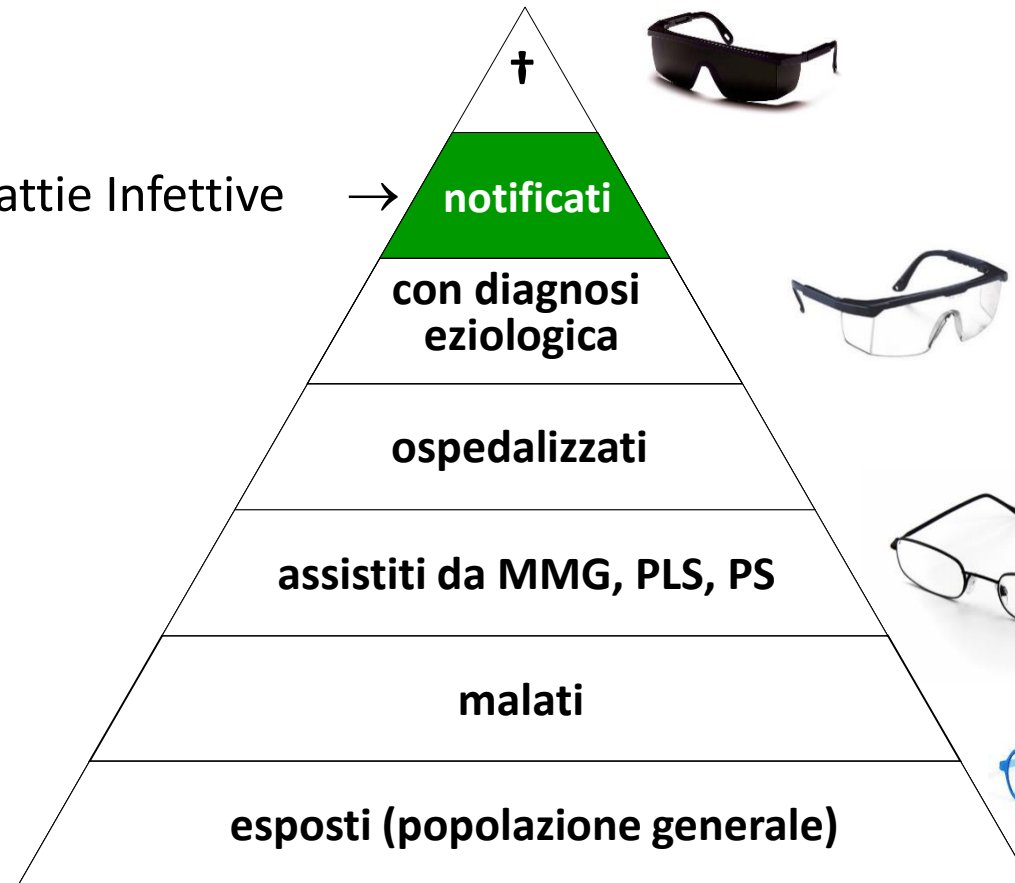 †
attie Infettive → notificati
con diagnosi
eziologica
ospedalizzati
assistiti da MMG, PLS, PS
malati
esposti (popolazione generale)